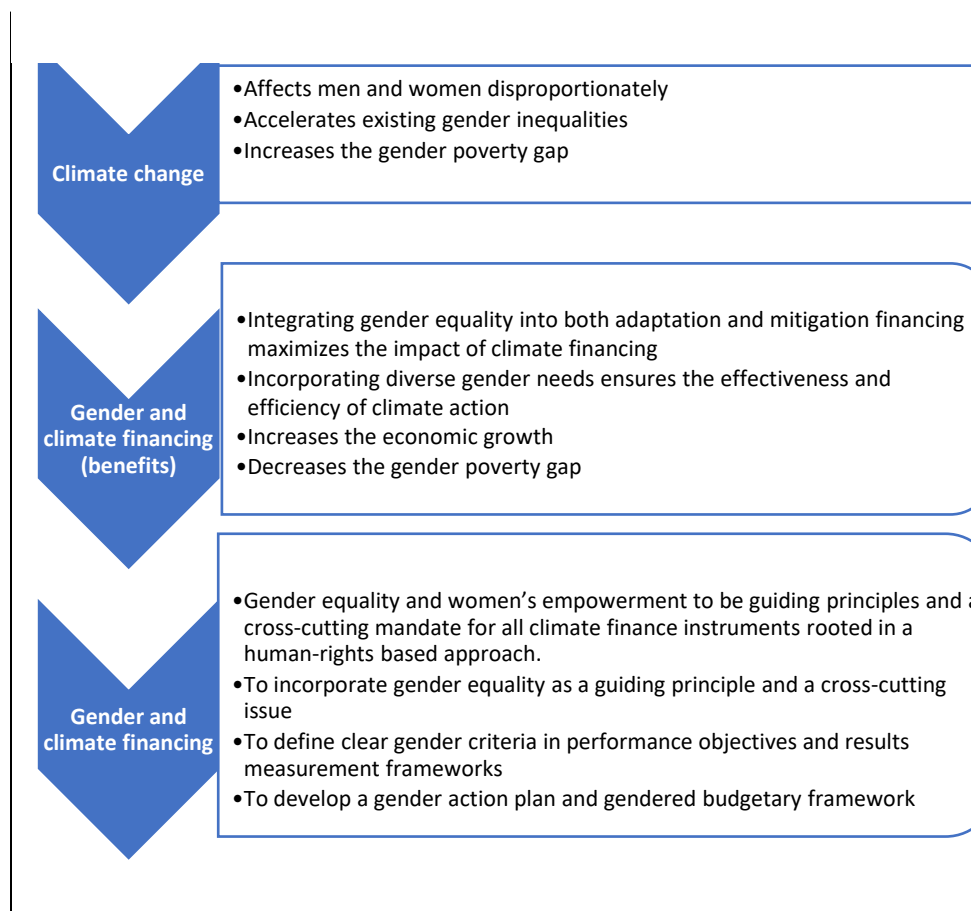 Climate change
•Affects men and women disproportionately
•Accelerates existing gender inequalities
•Increases the gender poverty gap
Gender and
climate financing
(benefits)
•Integrating gender equality into both adaptation and mitigation financing
maximizes the impact of climate financing
•Incorporating diverse gender needs ensures the effectiveness and
efficiency of climate action
•Increases the economic growth
•Decreases the gender poverty gap
Gender and
climate financing
•Gender equality and women’s empowerment to be guiding principles and a
cross-cutting mandate for all climate finance instruments rooted in a
human-rights based approach.
•To incorporate gender equality as a guiding principle and a cross-cutting
issue
•To define clear gender criteria in performance objectives and results
measurement frameworks
•To develop a gender action plan and gendered budgetary framework